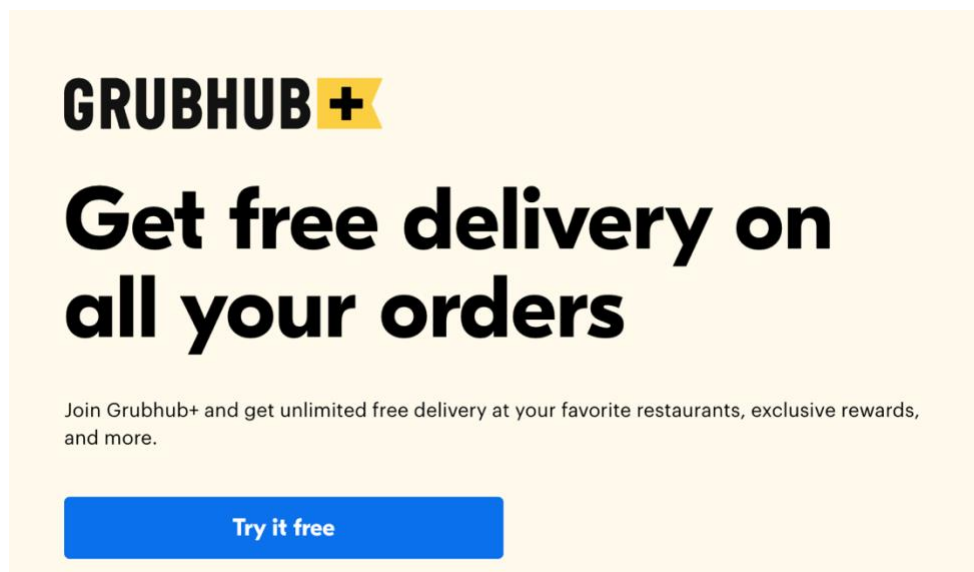 GRUBHUB+
Get free delivery on
all your orders
Join Grubhub+ and get unlimited free delivery at your favorite restaurants, exclusive rewards,
and more.
Try it free